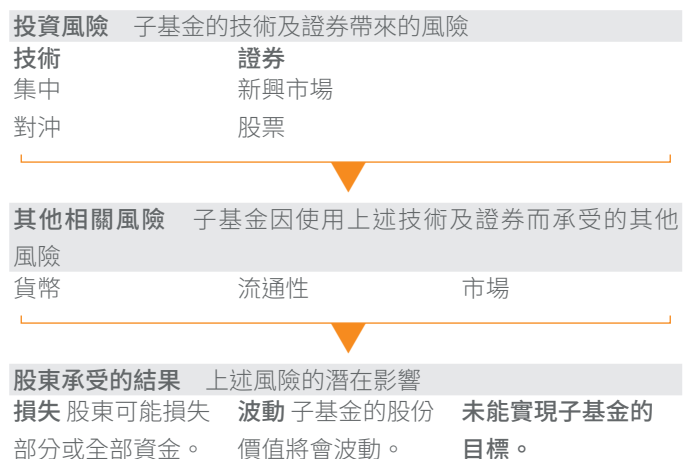 投資風險 子基金的技術及證券帶來的風險
技術 證券
集中 新興市場
對沖 股票
其他相關風險 子基金因使用上述技術及證券而承受的其他
風險
貨幣 流通性 市場
股東承受的結果 上述風險的潛在影響
損失 股東可能損失 波動 子基金的股份 未能實現子基金的
部分或全部資金。 價值將會波動。 目標。